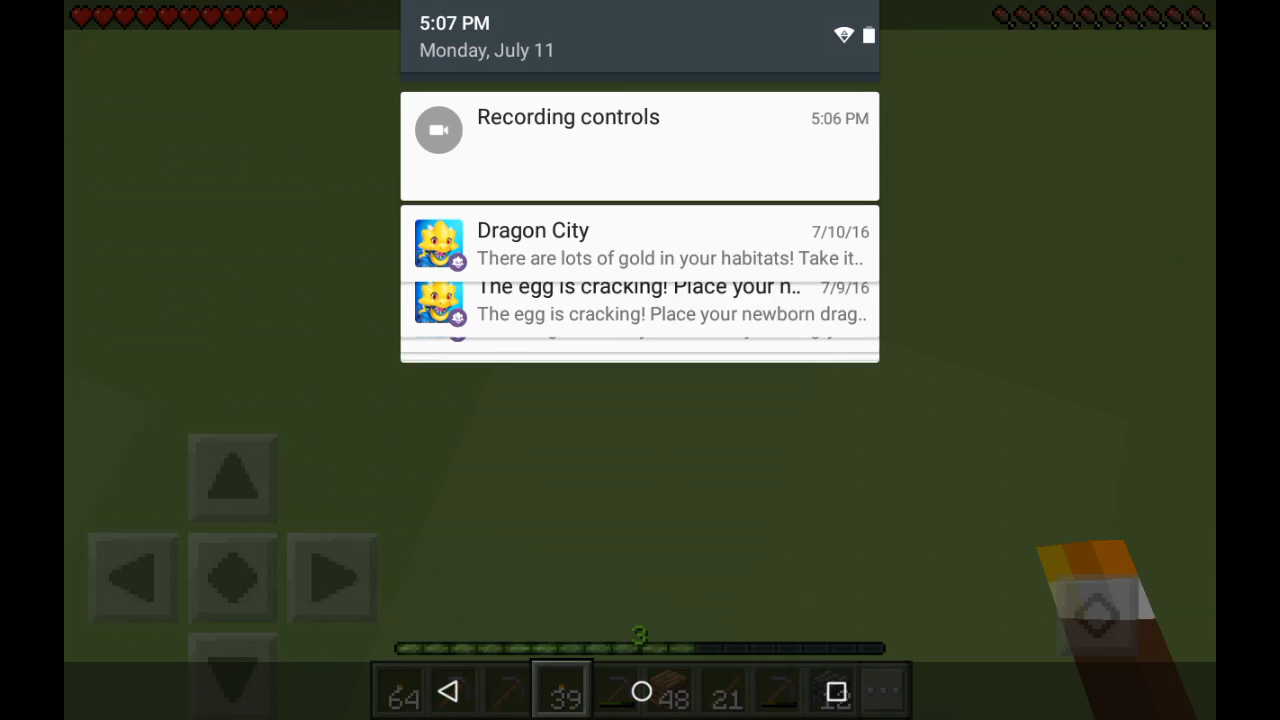 5:07 PM
Monday, July 11
Recording controls
5:06 PM
Dragon City
7/10/16
There are lots of gold in your habitats! Take it..
The egg is cracking! Place your n..
7/9/16
The egg is cracking! Place your newborn drag..
3
64
39
48
21
12